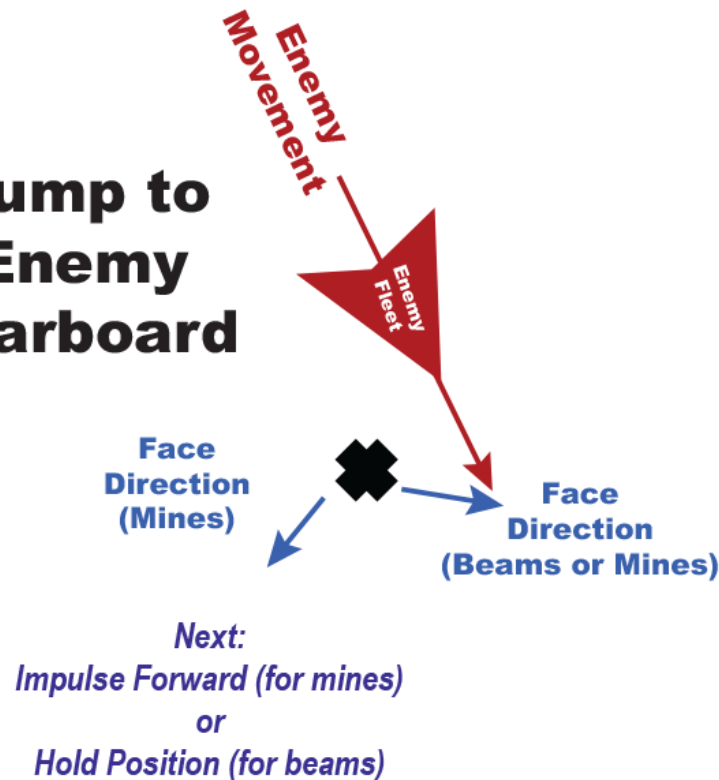 Enemy
Movement
ump to
Enemy
arboard
Enemy
Fleet
Face
Direction
(Mines)
Face
Direction
(Beams or Mines)
Next:
Impulse Forward (for mines)
or
Hold Position (for beams)